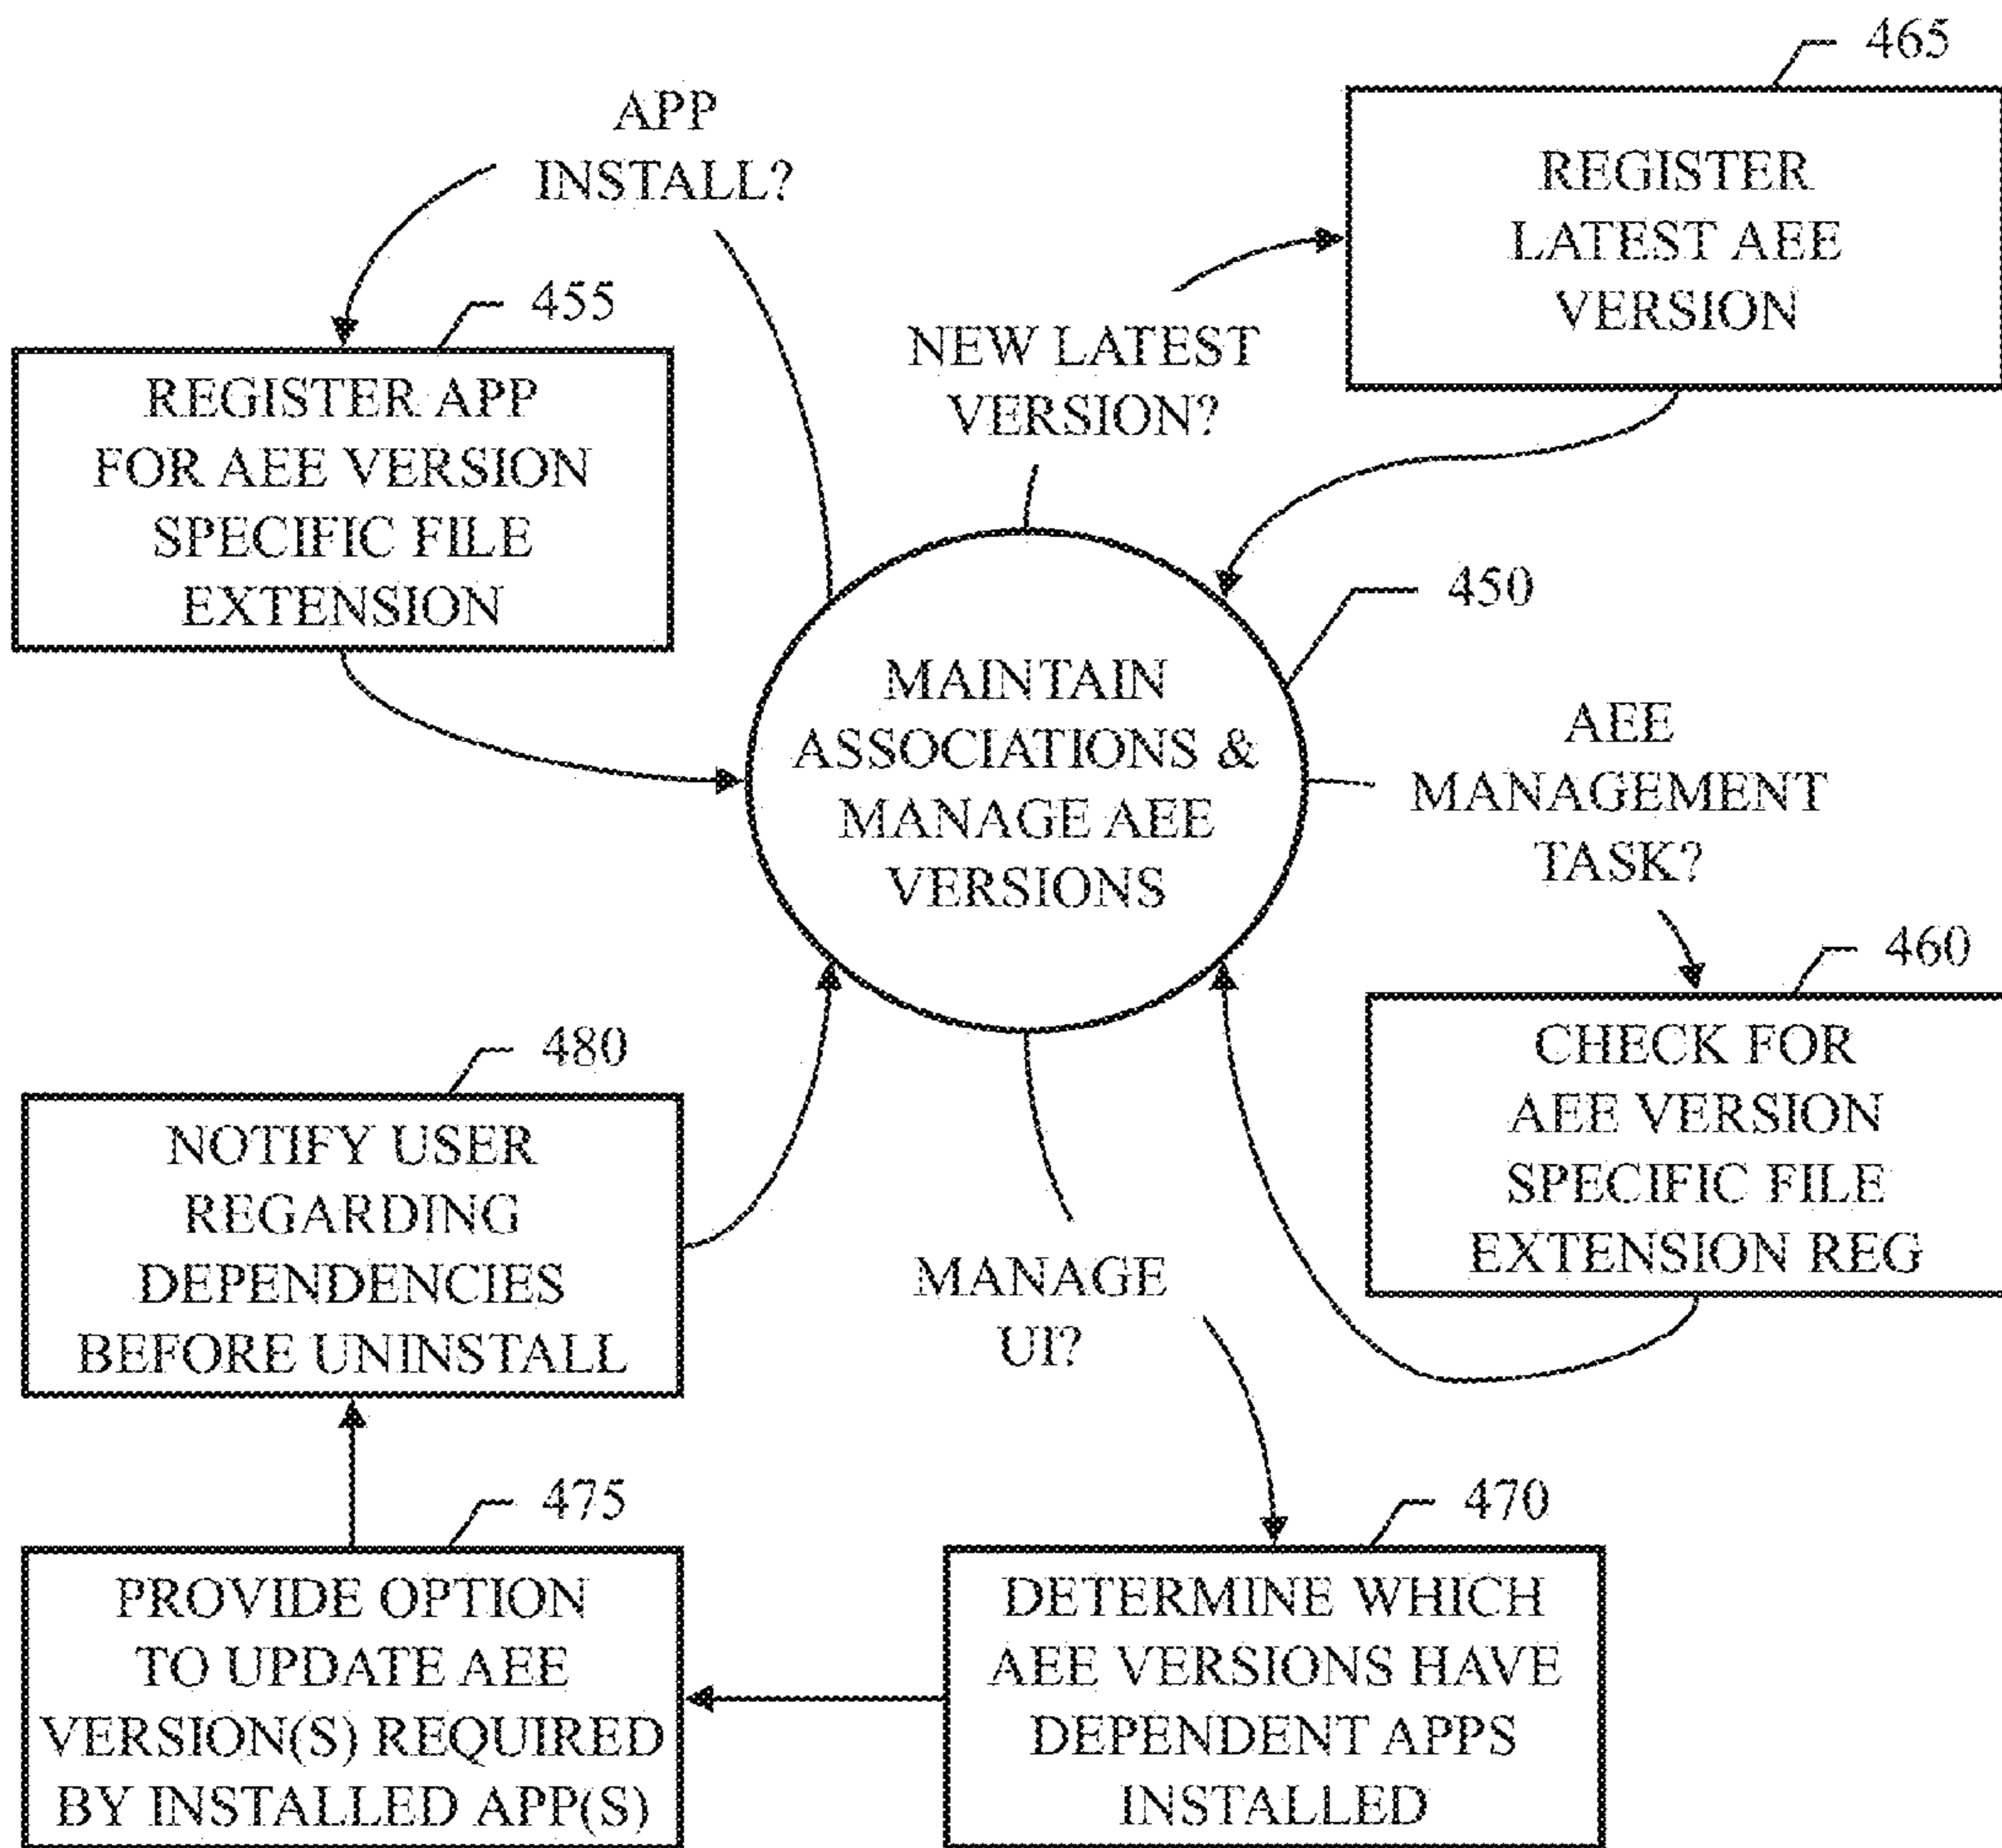 465
APP
INSTALL?
REGISTER
LATEST AEE
VERSION
455
NEW LATEST
VERSION?
REGISTER APP
FOR AEE VERSION
SPECIFIC FILE
EXTENSION
450
MAINTAIN
ASSOCIATIONS &
MANAGE AEE
VERSIONS
AEE
MANAGEMENT
TASK?
460
CHECK FOR
AEE VERSION
SPECIFIC FILE
EXTENSION REG
480
NOTIFY USER
REGARDING
DEPENDENCIES
BEFORE UNINSTALL
MANAGE
UI?
475
PROVIDE OPTION
TO UPDATE AEE
VERSION(S) REQUIRED
BY INSTALLED APP(S)
470
DETERMINE WHICH
AEE VERSIONS HAVE
DEPENDENT APPS
INSTALLED